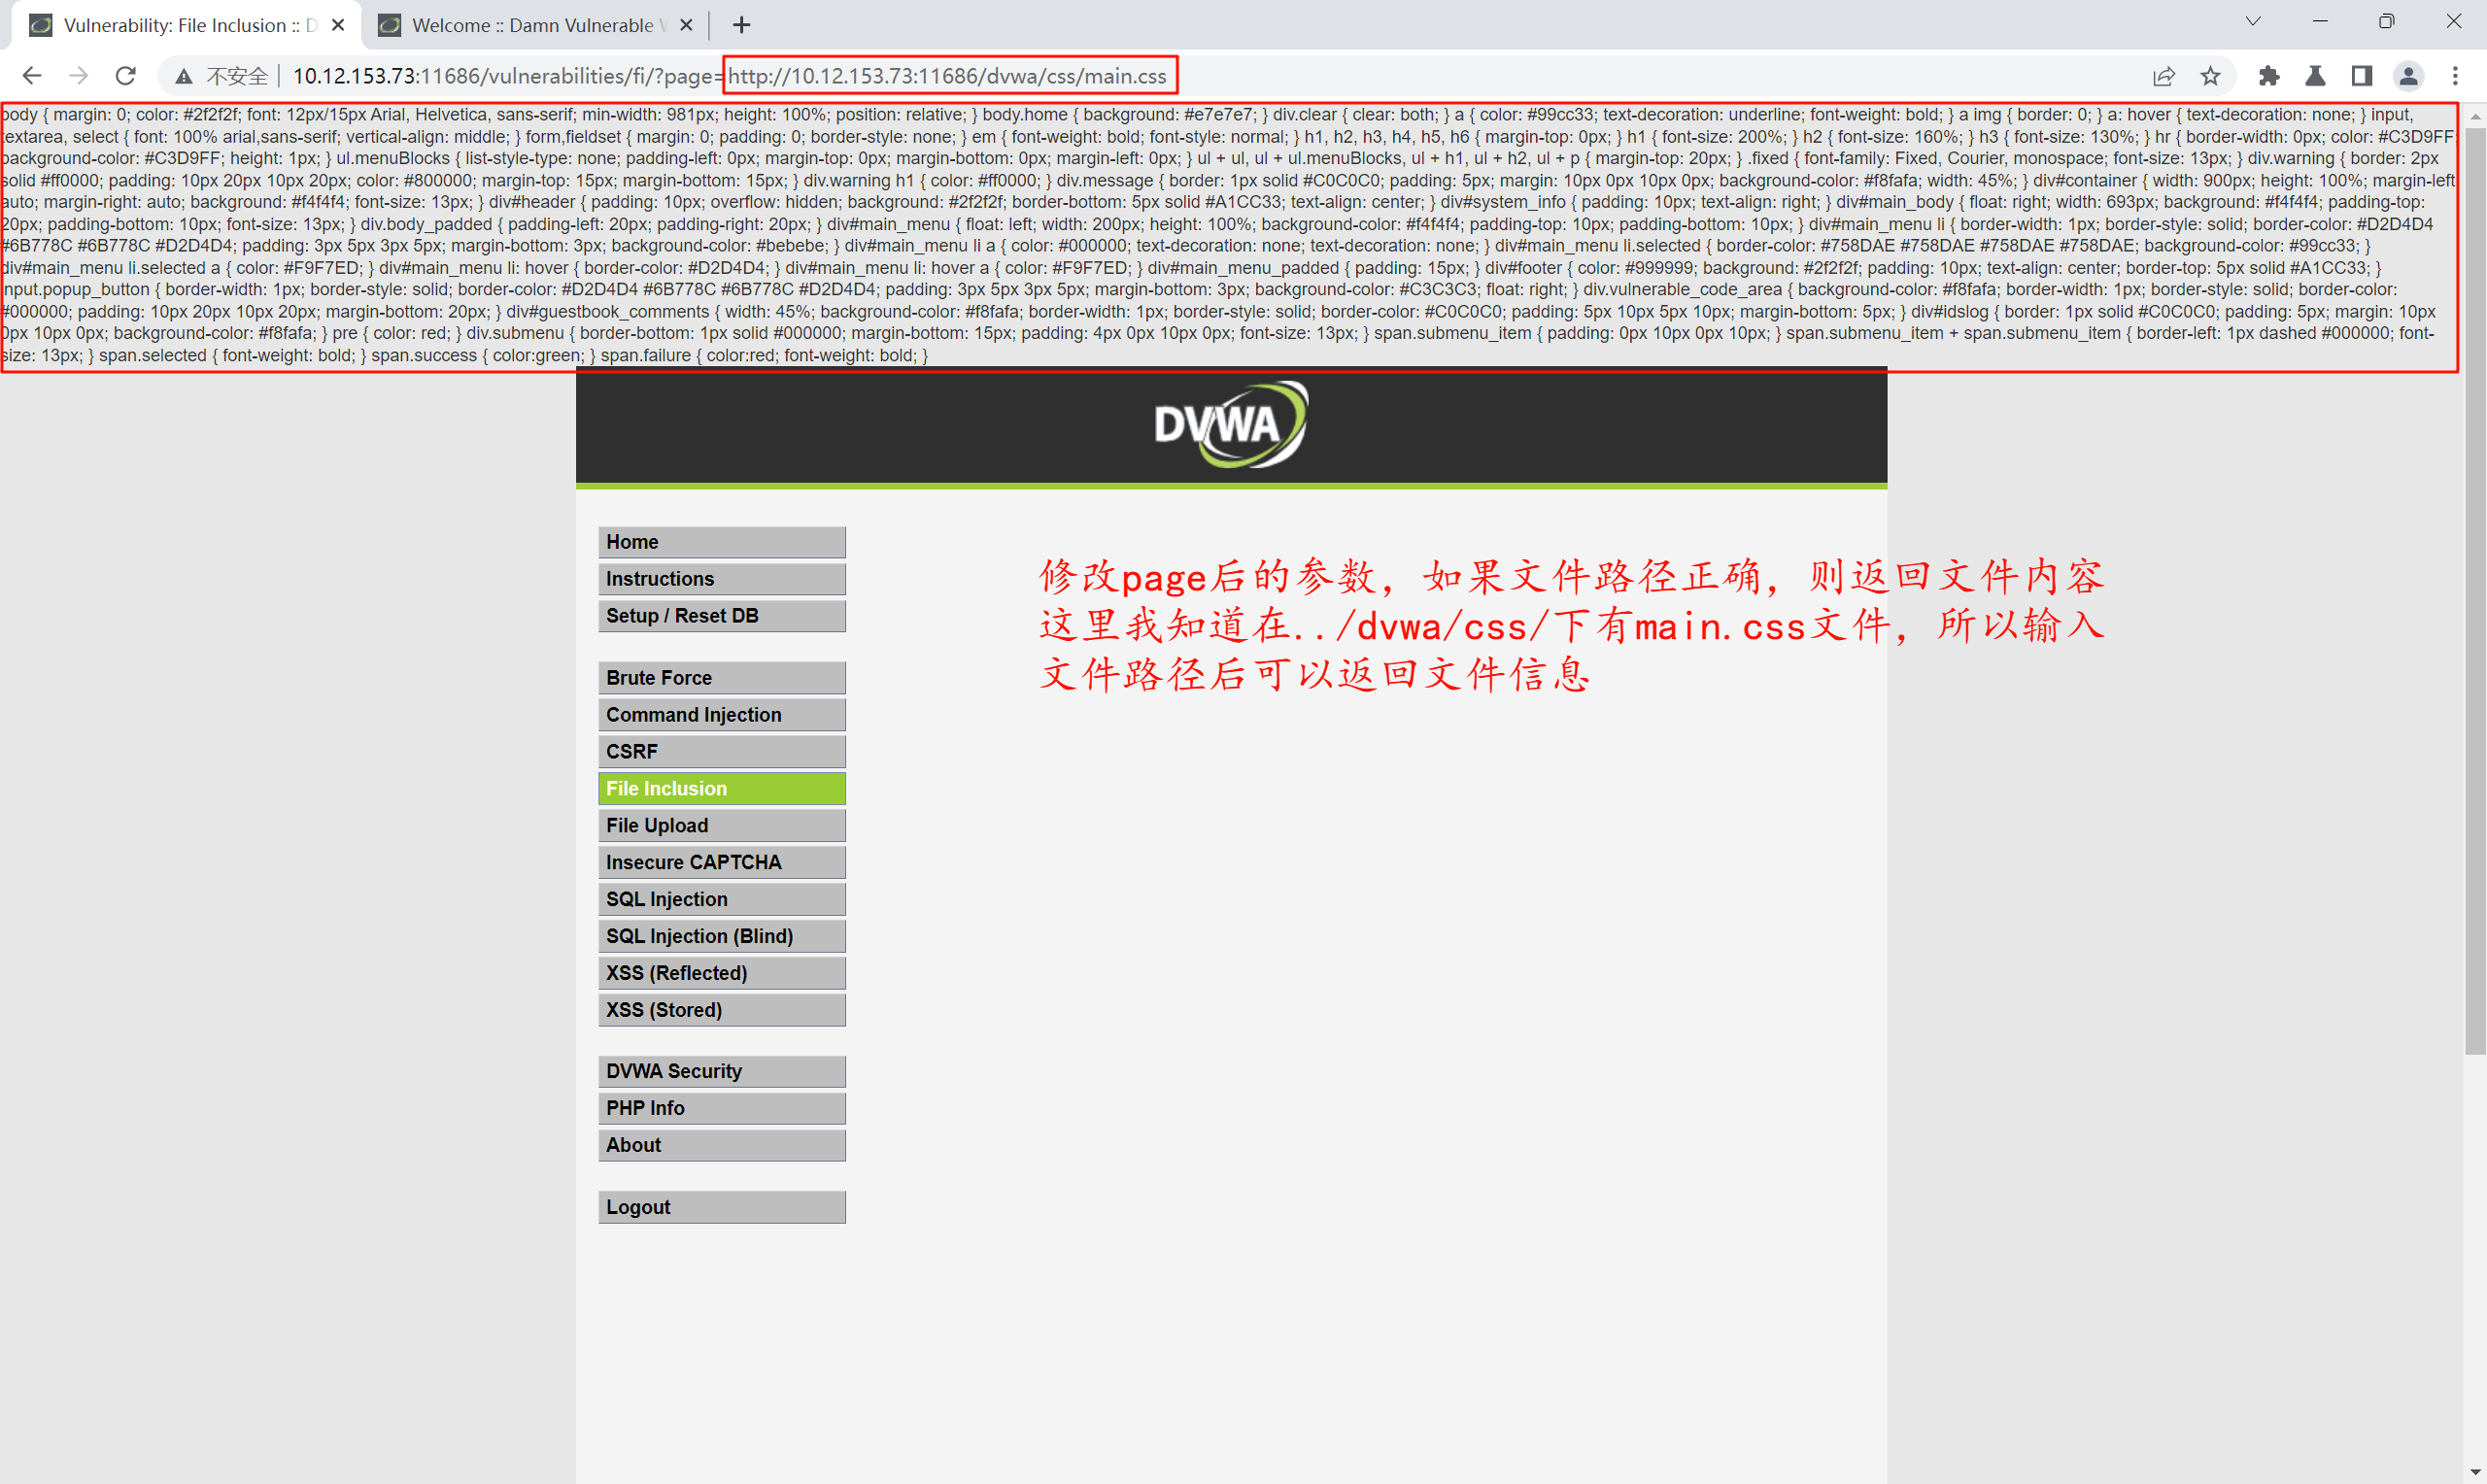 Vulnerability: File Inclusion :: D
Welcome :: Damn Vulnerable W
不安全 | 10.12.153.73:11686/vulnerabilities/fi/?page=http://10.12.153.73:11686/dvwa/css/main.css
body { margin: 0; color: #2f2f2f; font: 12px/15px Arial, Helvetica, sans-serif; min-width: 981px; height: 100%; position: relative; } body.home { background: #e7e7e7; } div.clear { clear: both; } a { color: #99cc33; text-decoration: underline; font-weight: bold; } a img { border: 0; } a: hover { text-decoration: none; } input,
textarea, select { font: 100% arial,sans-serif; vertical-align: middle; } form,fieldset { margin: 0; padding: 0; border-style: none; } em { font-weight: bold; font-style: normal; } h1, h2, h3, h4, h5, h6 { margin-top: 0px; } h1 { font-size: 200%; } h2 { font-size: 160%; } h3 { font-size: 130%; } hr { border-width: 0px; color: #C3D9FF;
background-color: #C3D9FF; height: 1px; } ul.menuBlocks { list-style-type: none; padding-left: 0px; margin-top: 0px; margin-bottom: 0px; margin-left: 0px; } ul + ul, ul + ul.menuBlocks, ul + h1, ul + h2, ul + p { margin-top: 20px; } .fixed { font-family: Fixed, Courier, monospace; font-size: 13px; } div.warning { border: 2px
solid #ff0000; padding: 10px 20px 10px 20px; color: #800000; margin-top: 15px; margin-bottom: 15px; } div.warning h1 { color: #ff0000; } div.message { border: 1px solid #C0C0C0; padding: 5px; margin: 10px 0px 10px 0px; background-color: #f8fafa; width: 45%; } div#container { width: 900px; height: 100%; margin-left
auto; margin-right: auto; background: #f4f4f4; font-size: 13px; } div#header { padding: 10px; overflow: hidden; background: #2f2f2f; border-bottom: 5px solid #A1CC33; text-align: center; } div#system_info { padding: 10px; text-align: right; } div#main_body { float: right; width: 693px; background: #f4f4f4; padding-top:
20px; padding-bottom: 10px; font-size: 13px; } div.body_padded { padding-left: 20px; padding-right: 20px; } div#main_menu { float: left; width: 200px; height: 100%; background-color: #f4f4f4; padding-top: 10px; padding-bottom: 10px; } div#main_menu li { border-width: 1px; border-style: solid; border-color: #D2D4D4
#6B778C #6B778C #D2D4D4; padding: 3px 5px 3px 5px; margin-bottom: 3px; background-color: #bebebe; } div#main_menu li a { color: #000000; text-decoration: none; text-decoration: none; } div#main_menu li.selected { border-color: #758DAE #758DAE #758DAE #758DAE; background-color: #99cc33; }
div#main_menu li.selected a { color: #F9F7ED; } div#main_menu li: hover { border-color: #D2D4D4; } div#main_menu li: hover a { color: #F9F7ED; } div#main_menu_padded { padding: 15px; } div#footer { color: #999999; background: #2f2f2f; padding: 10px; text-align: center; border-top: 5px solid #A1CC33; }
input.popup_button { border-width: 1px; border-style: solid; border-color: #D2D4D4 #6B778C #6B778C #D2D4D4; padding: 3px 5px 3px 5px; margin-bottom: 3px; background-color: #C3C3C3; float: right; } div.vulnerable_code_area { background-color: #f8fafa; border-width: 1px; border-style: solid; border-color:
#000000; padding: 10px 20px 10px 20px; margin-bottom: 20px; } div#guestbook_comments { width: 45%; background-color: #f8fafa; border-width: 1px; border-style: solid; border-color: #C0C0C0; padding: 5px 10px 5px 10px; margin-bottom: 5px; } div#idslog { border: 1px solid #C0C0C0; padding: 5px; margin: 10px
0px 10px 0px; background-color: #f8fafa; } pre { color: red; } div.submenu { border-bottom: 1px solid #000000; margin-bottom: 15px; padding: 4px 0px 10px 0px; font-size: 13px; } span.submenu_item { padding: 0px 10px 0px 10px; } span.submenu_item + span.submenu_item { border-left: 1px dashed #000000; font-
size: 13px; } span.selected { font-weight: bold; } span.success { color:green; } span.failure { color:red; font-weight: bold; }
DVWA
Home
Instructions
Setup / Reset DB
Brute Force
Command Injection
CSRF
File Inclusion
File Upload
Insecure CAPTCHA
SQL Injection
SQL Injection (Blind)
XSS (Reflected)
XSS (Stored)
DVWA Security
PHP Info
About
Logout
修改page后的参数，如果文件路径正确，则返回文件内容
这里我知道在../dvwa/css/下有main.css文件，所以输入
文件路径后可以返回文件信息